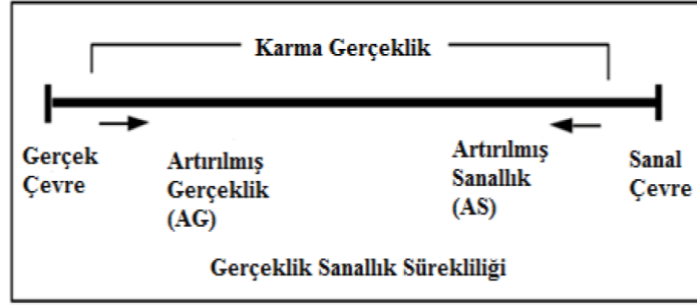 Karma Gerçeklik
Gerçek
Çevre
Artırılmış
Gerçeklik
(AG)
Artırılmış
Sanallık
(AS)
Sanal
Çevre
Gerçeklik Sanallık Sürekliliği